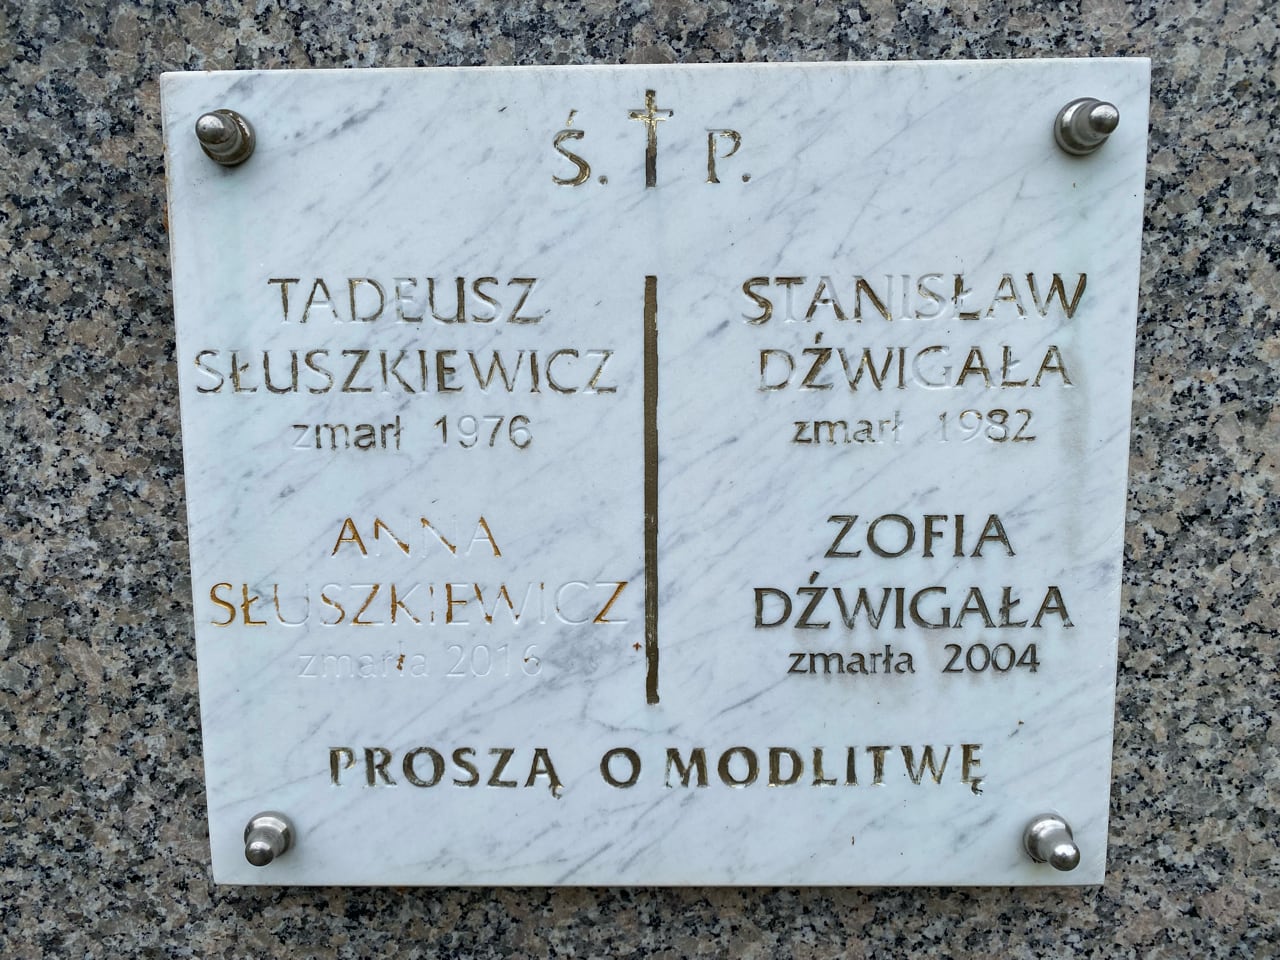 Ś. P.
TADEUSZ
SŁUSZKIEWICZ
zmarł 1976
ANNA
SŁUSZKIEWICZ
zmarła 2016
STANISŁAW
DŹWIGAŁA
zmarł 1982
ZOFIA
DŹWIGAŁA
zmarła 2004
PROSZĄ O MODLITWĘ